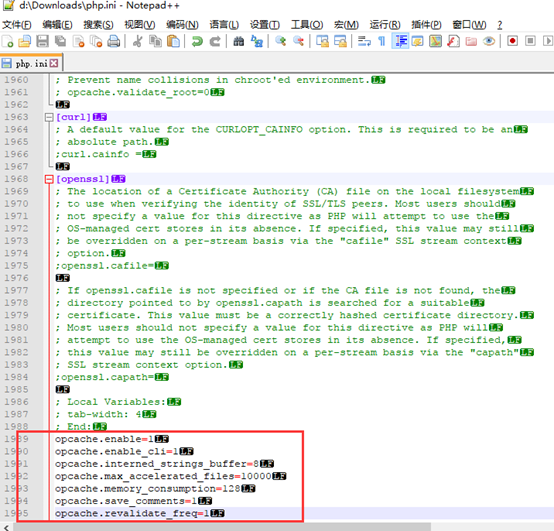 d:\Downloads\php.ini - Notepad++
文件(F) 编辑(E) 搜索(S) 视图(V) 编码(N) 语言(L) 设置(T) 工具(O) 宏(M) 运行(R) 插件(P) 窗口(W) ?
php.ini
1960 ; Prevent name collisions in chroot'ed environment.LF
1961 ; opcache.validate_root=0LF
1962 LF
1963 [curl]LF
1964 ; A default value for the CURLOPT_CAINFO option. This is required to be anLF
1965 ; absolute path.LF
1966 ;curl.cainfo =LF
1967 LF
1968 [openssl]LF
1969 ; The location of a Certificate Authority (CA) file on the local filesystemLF
1970 ; to use when verifying the identity of SSL/TLS peers. Most users shouldLF
1971 ; not specify a value for this directive as PHP will attempt to use theLF
1972 ; OS-managed cert stores in its absence. If specified, this value may stillLF
1973 ; be overridden on a per-stream basis via the "cafile" SSL stream contextLF
1974 ; option.LF
1975 ;openssl.cafile=LF
1976 LF
1977 ; If openssl.cafile is not specified or if the CA file is not found, theLF
1978 ; directory pointed to by openssl.capath is searched for a suitableLF
1979 ; certificate. This value must be a correctly hashed certificate directory.LF
1980 ; Most users should not specify a value for this directive as PHP willLF
1981 ; attempt to use the OS-managed cert stores in its absence. If specified,LF
1982 ; this value may still be overridden on a per-stream basis via the "capath"LF
1983 ; SSL stream context option.LF
1984 ;openssl.capath=LF
1985 LF
1986 ; Local Variables:LF
1987 ; tab-width: 4LF
1988 ; End:LF
1989 opcache.enable=1LF
1990 opcache.enable_cli=1LF
1991 opcache.interned_strings_buffer=8LF
1992 opcache.max_accelerated_files=10000LF
1993 opcache.memory_consumption=128LF
1994 opcache.save_comments=1LF
1995 opcache.revalidate_freq=1LF